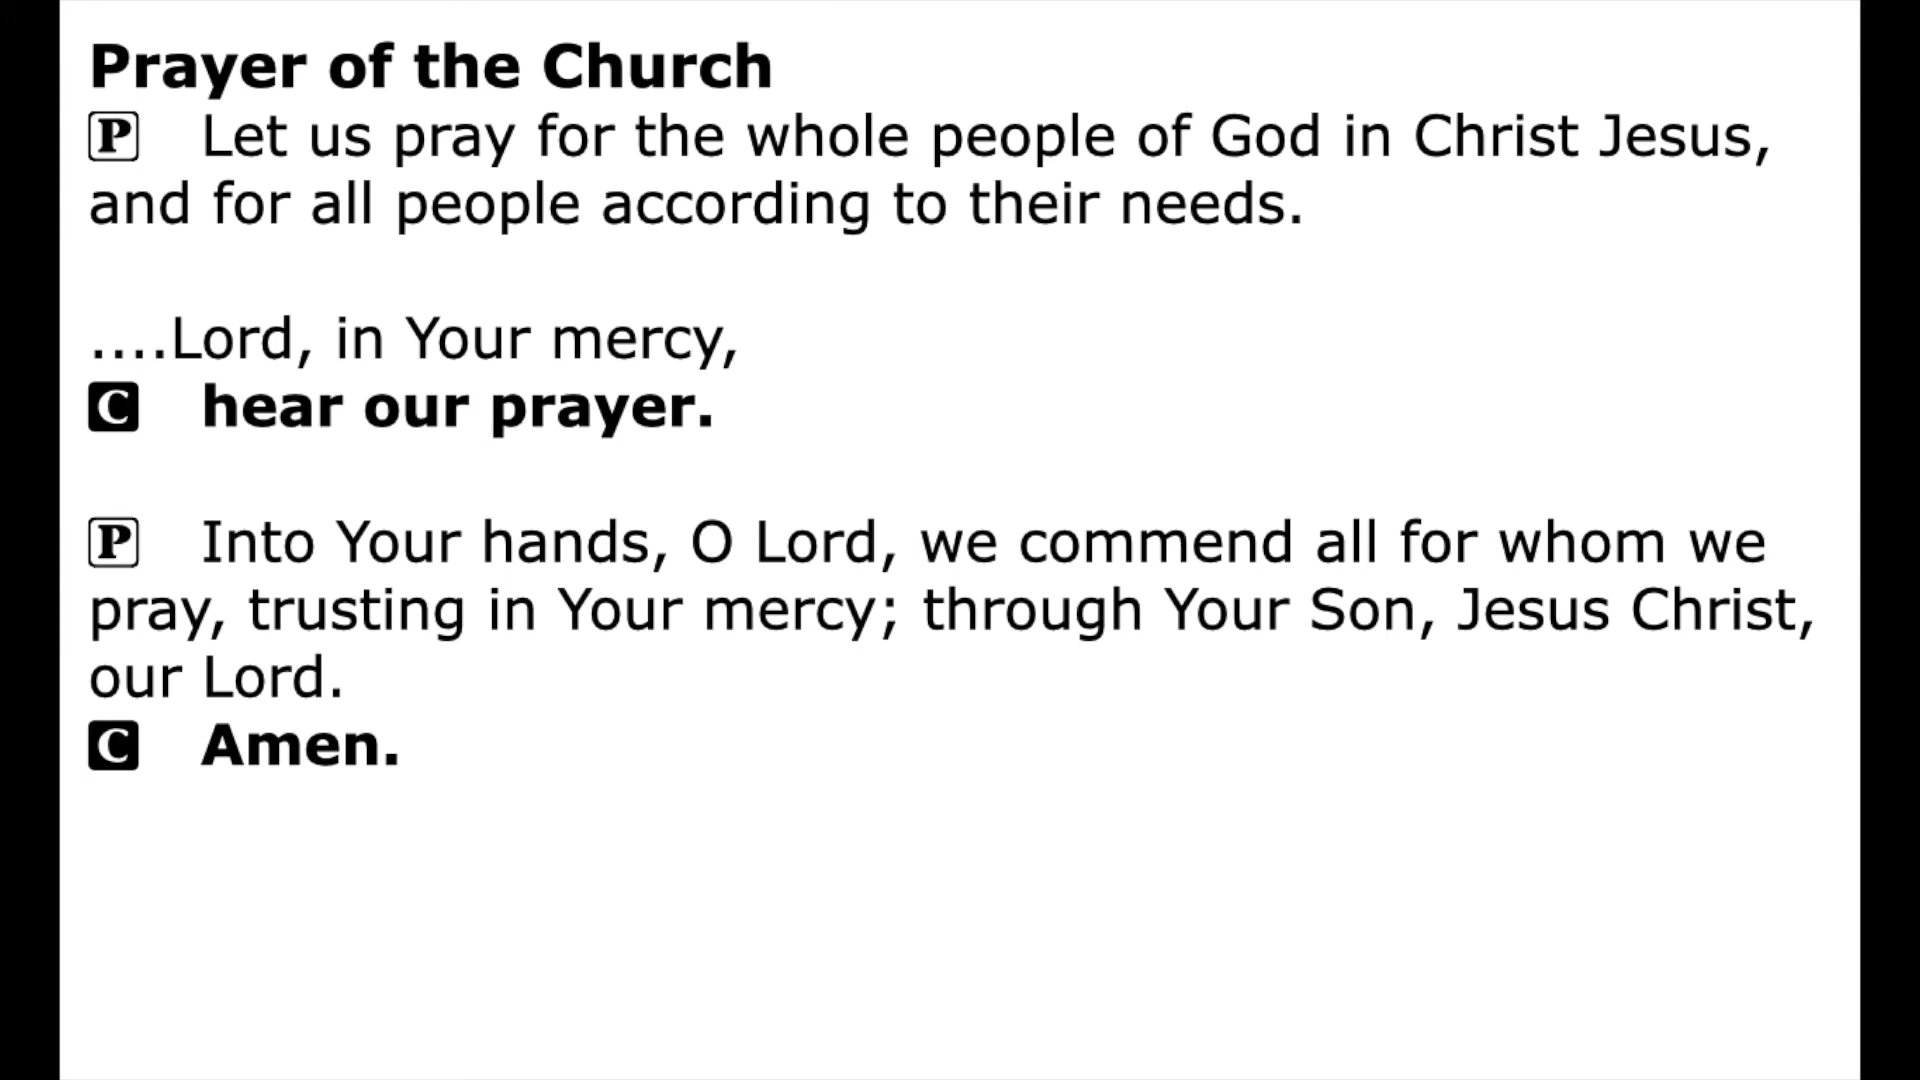 Prayer of the Church
P Let us pray for the whole people of God in Christ Jesus,
and for all people according to their needs.
....Lord, in Your mercy,
C hear our prayer.
P Into Your hands, O Lord, we commend all for whom we
pray, trusting in Your mercy; through Your Son, Jesus Christ,
our Lord.
C Amen.